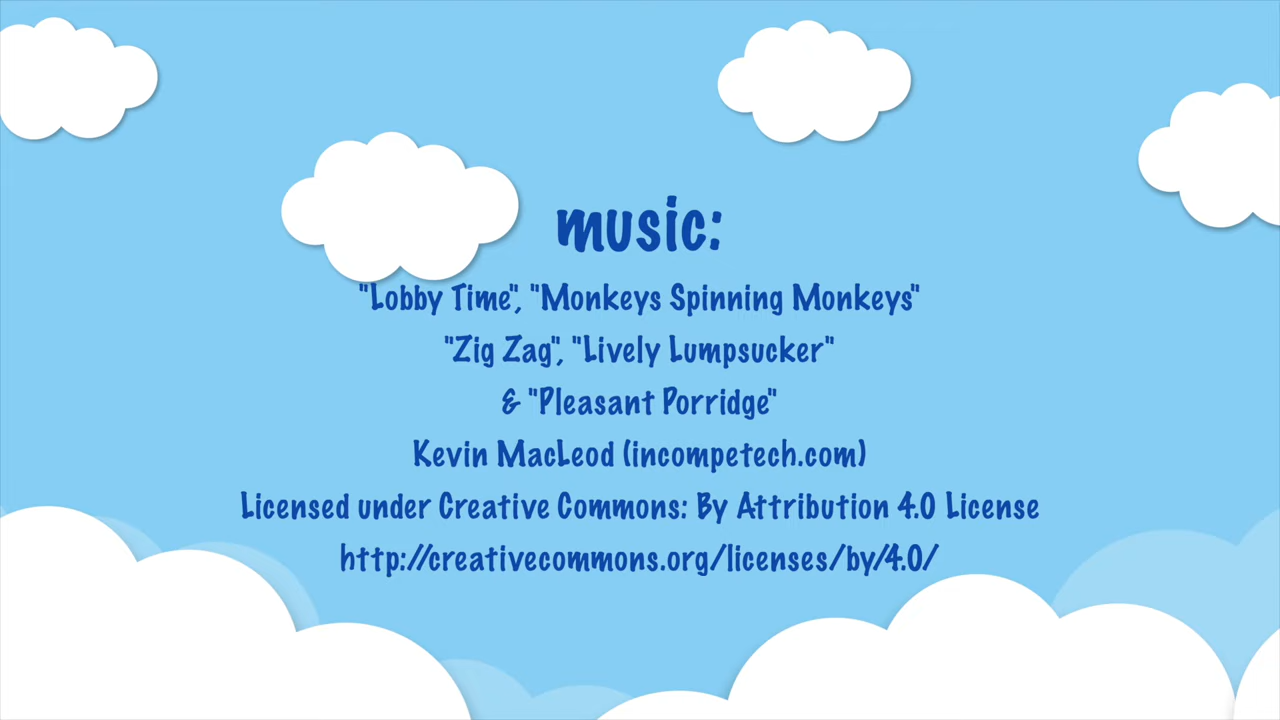 music:
"Lobby Time", "Monkeys Spinning Monkeys"
"Zig Zag", "Lively Lumpsucker"
& "Pleasant Porridge"
Kevin MacLeod (incompetech.com)
Licensed under Creative Commons: By Attribution 4.0 License
http://creativecommons.org/licenses/by/4.0/